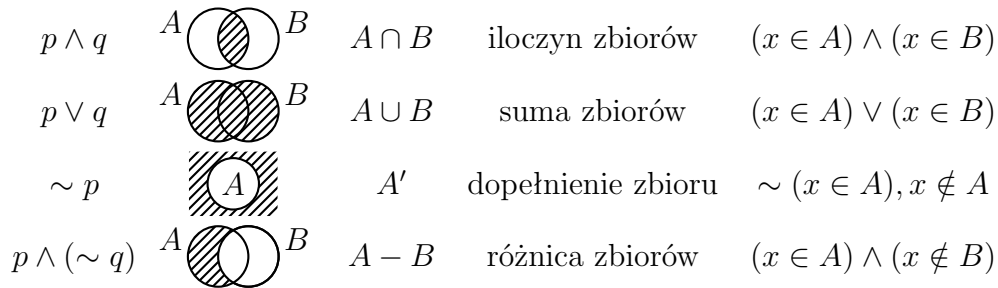 p ∧ q A B A ∩ B iloczyn zbiorów (x ∈ A) ∧ (x ∈ B)
p ∨ q A B A ∪ B suma zbiorów (x ∈ A) ∨ (x ∈ B)
∼ p A A′ dopełnienie zbioru ∼ (x ∈ A), x ∉ A
p ∧ (∼ q) A B A − B różnica zbiorów (x ∈ A) ∧ (x ∉ B)